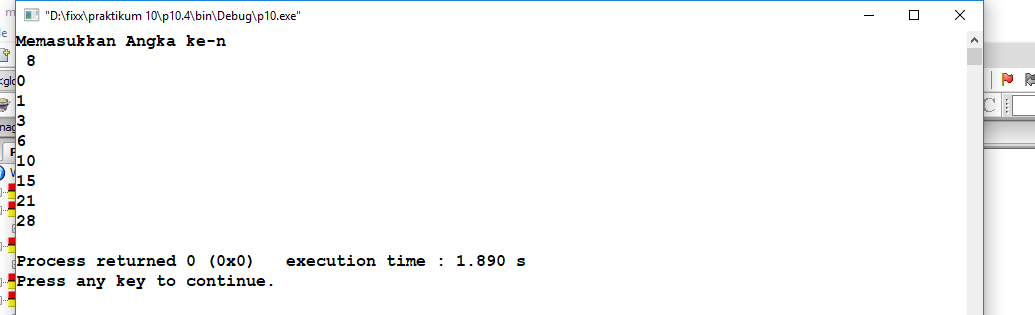 "D:\fixx\praktikum 10\p10.4\bin\Debug\p10.exe"
Memasukkan Angka ke-n
8
0
1
3
6
10
15
21
28
Process returned 0 (0x0)   execution time : 1.890 s
Press any key to continue.